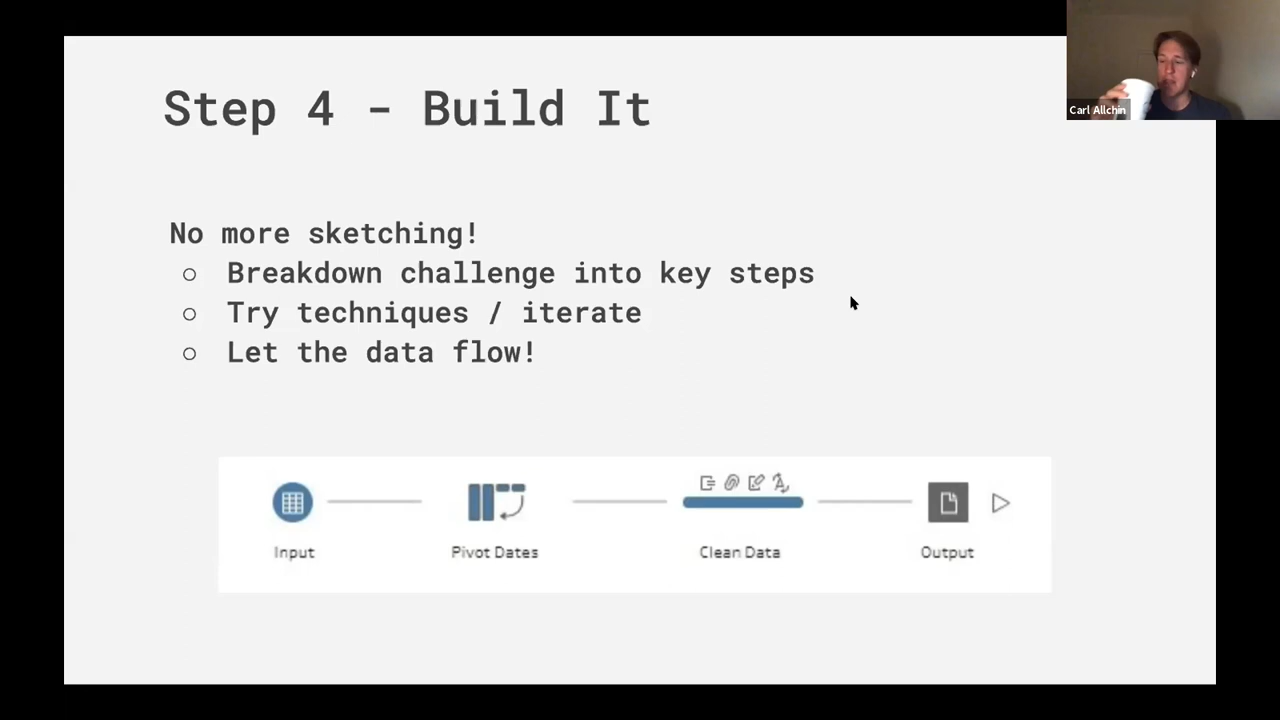 Step 4 - Build It
Carl Allchin
No more sketching!
○ Breakdown challenge into key steps
○ Try techniques / iterate
○ Let the data flow!
Input
Pivot Dates
Clean Data
Output